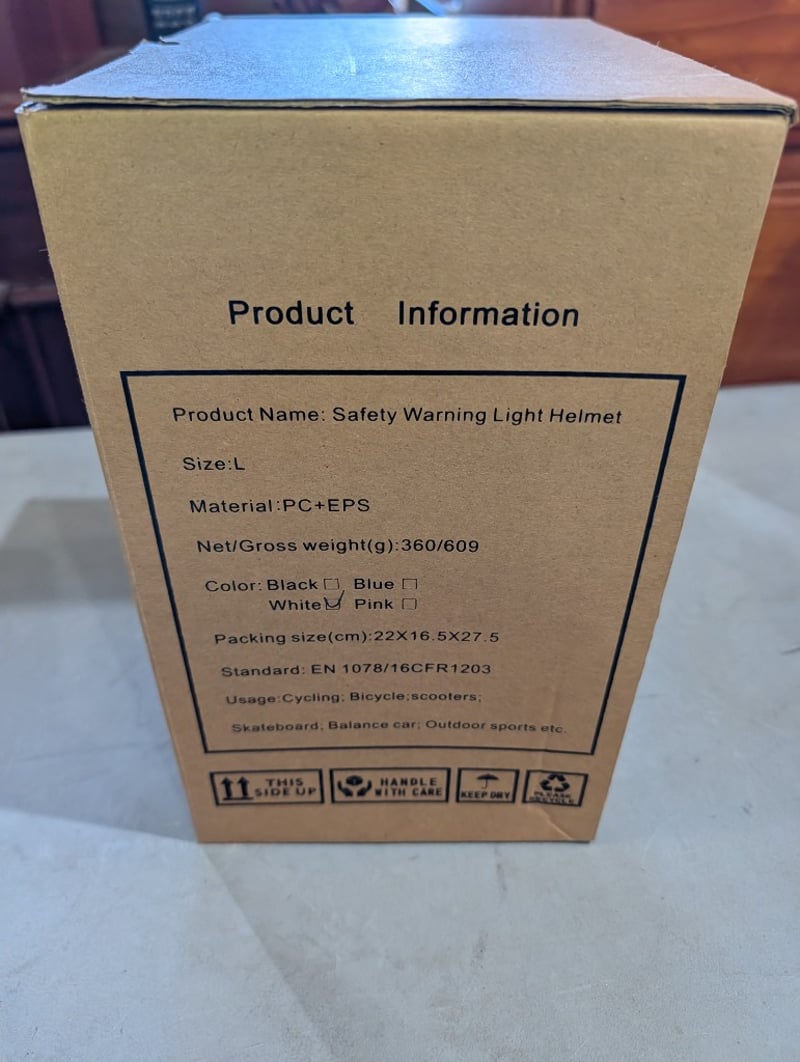 Product Information
Product Name: Safety Warning Light Helmet
Size:L
Material:PC+EPS
Net/Gross weight(g):360/609
Color: Black☐ Blue ☐
White☑ Pink ☐
Packing size(cm):22X16.5X27.5
Standard: EN 1078/16CFR1203
Usage:Cycling; Bicycle;scooters;
Skateboard; Balance car; Outdoor sports etc.
THIS
SIDE UP
HANDLE
WITH CARE
KEEP DRY
PLEASE
RECYCLE